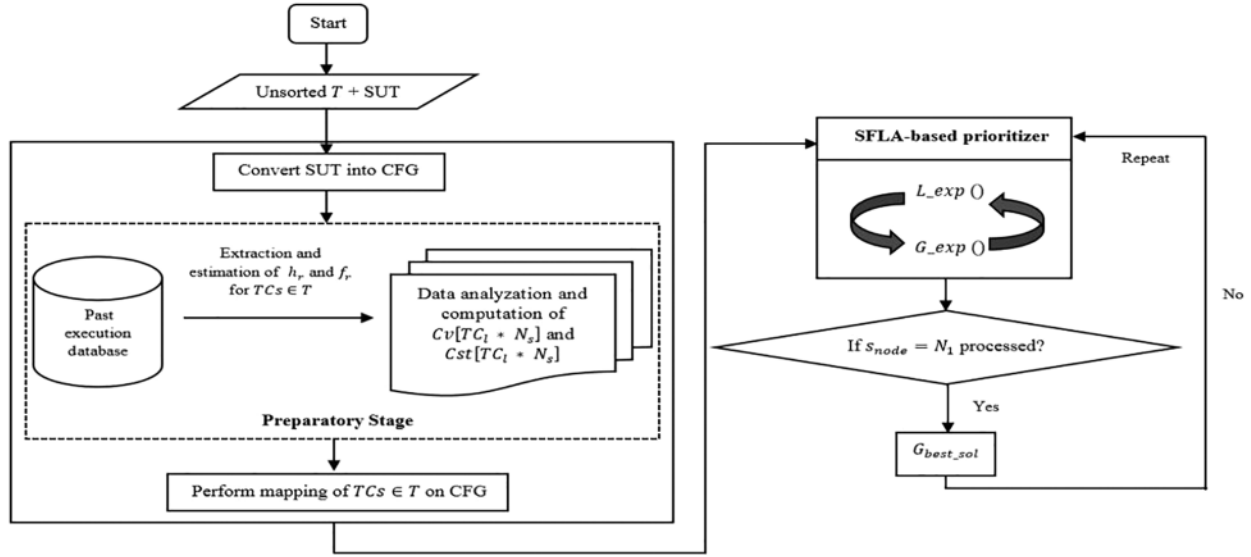 Start
Unsorted T + SUT
Convert SUT into CFG
Past
execution
database
Extraction and
estimation of h_r and f_r
for TCs ∈ T
Data analyzation and
computation of
Cv[TC_l * N_s] and
Cst[TC_l * N_s]
Preparatory Stage
Perform mapping of TCs ∈ T on CFG
SFLA-based prioritizer
L_exp ()
G_exp ()
Repeat
No
If s_node = N_1 processed?
Yes
G_best_sol